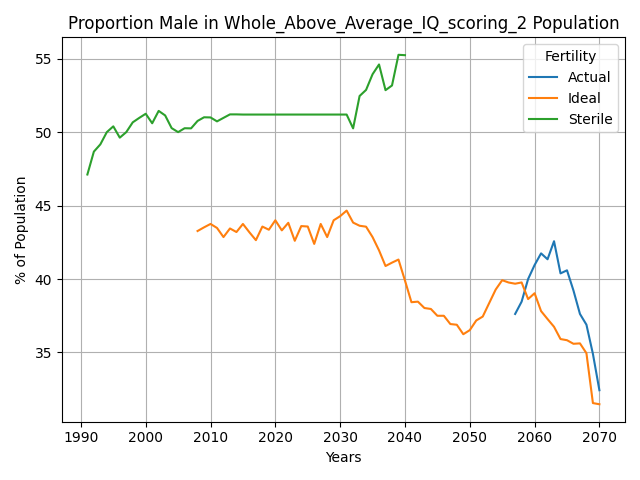 Proportion Male in Whole_Above_Average_IQ_scoring_2 Population
Fertility
Actual
Ideal
Sterile
% of Population
55
50
45
40
35
1990 2000 2010 2020 2030 2040 2050 2060 2070
Years